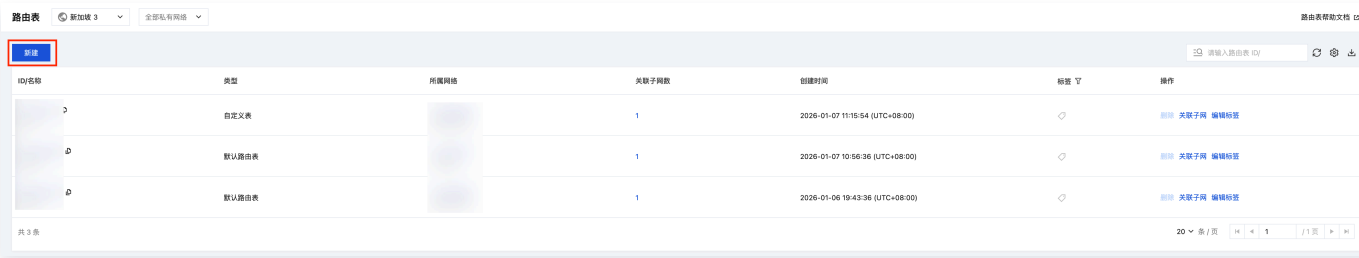 路由表 新加坡 3 全部私有网络 路由表帮助文档
新建 请输入路由表 ID/
ID/名称 类型 所属网络 关联子网数 创建时间 标签 操作
自定义表 1 2026-01-07 11:15:54 (UTC+08:00) 删除 关联子网 编辑标签
默认路由表 1 2026-01-07 10:56:36 (UTC+08:00) 删除 关联子网 编辑标签
默认路由表 1 2026-01-06 19:43:36 (UTC+08:00) 删除 关联子网 编辑标签
共 3 条 20 条 / 页 1 / 1 页